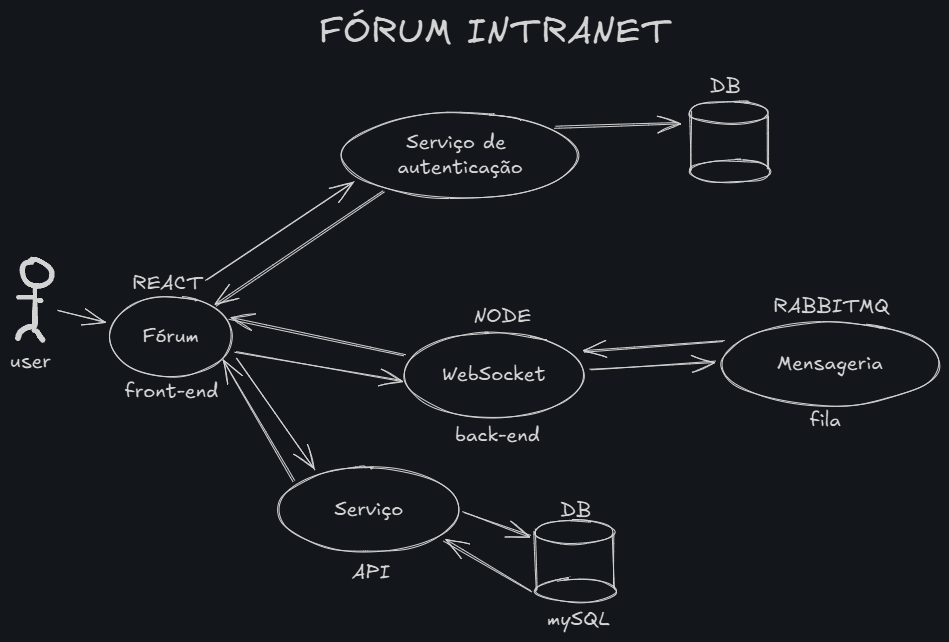 FÓRUM INTRANET
DB
Serviço de
autenticação
REACT
Fórum
front-end
user
NODE
WebSocket
back-end
RABBITMQ
Mensageria
fila
Serviço
API
DB
mySQL